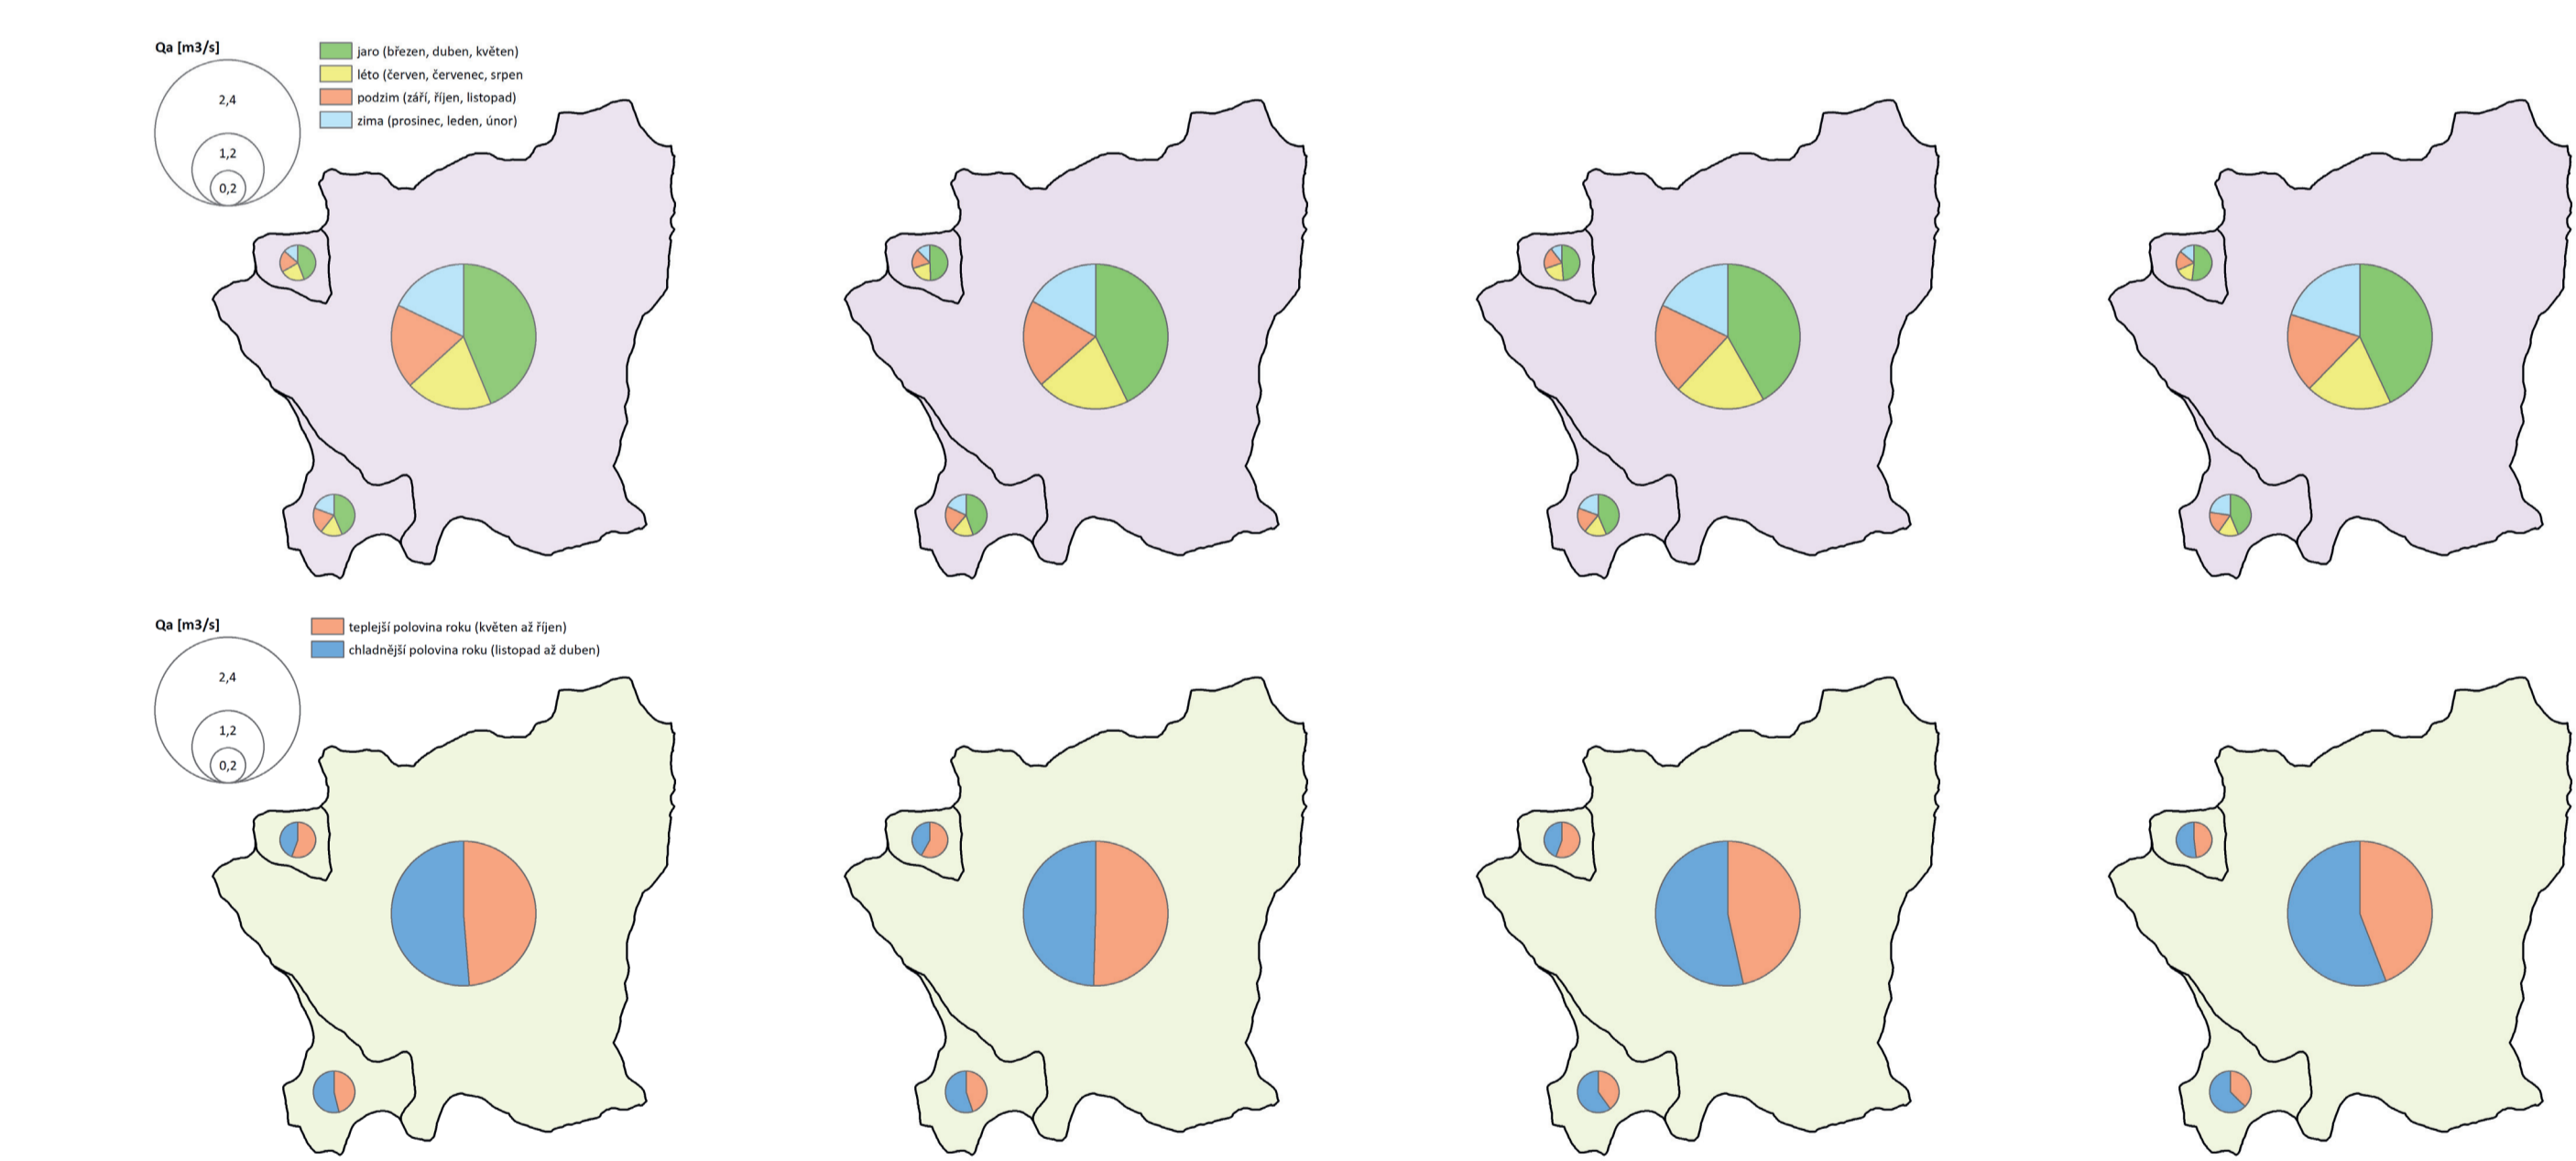 Qa [m3/s]
2,4
1,2
0,2
jaro (březen, duben, květen)
léto (červen, červenec, srpen
podzim (září, říjen, listopad)
zima (prosinec, leden, únor)
Qa [m3/s]
2,4
1,2
0,2
teplejší polovina roku (květen až říjen)
chladnější polovina roku (listopad až duben)